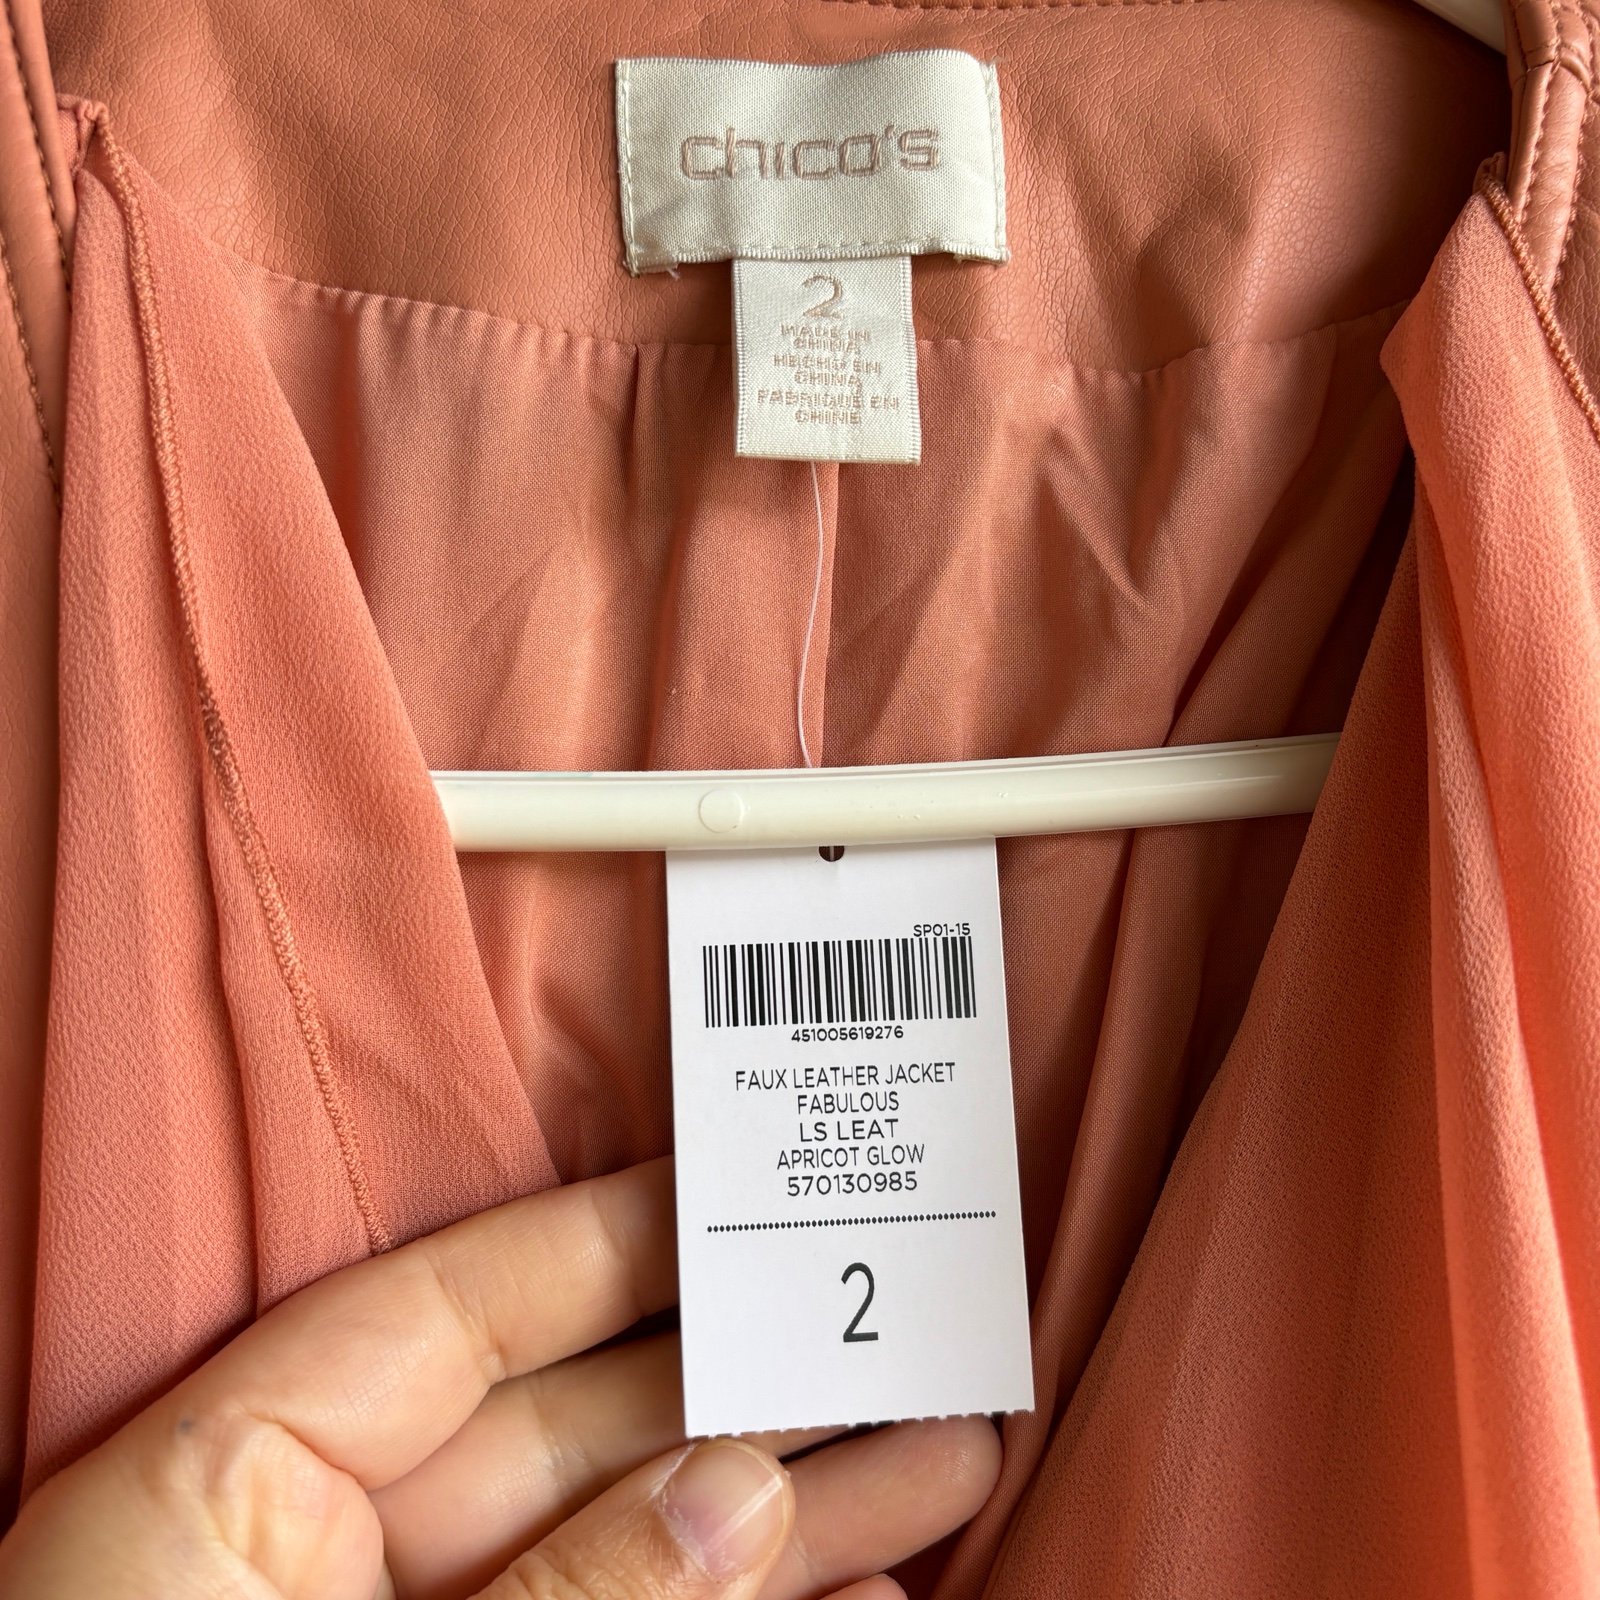 chico's
2
MADE IN
CHINA
HECHO EN
CHINA
FABRIQUE EN
CHINE
SP01-15
451005619276
FAUX LEATHER JACKET
FABULOUS
LS LEAT
APRICOT GLOW
570130985
2